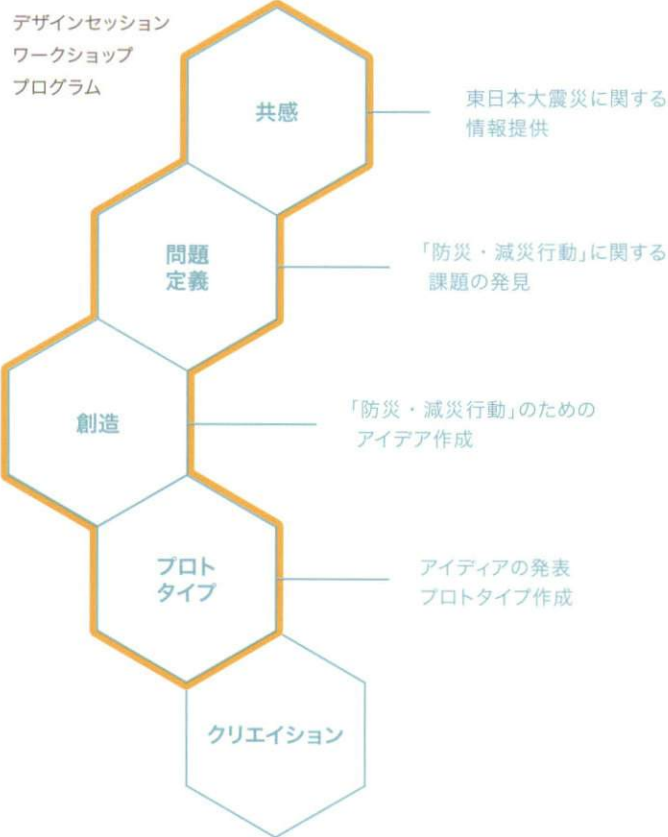 デザインセッション
ワークショップ
プログラム
共感
東日本大震災に関する
情報提供
問題
定義
「防災・減災行動」に関する
課題の発見
創造
「防災・減災行動」のための
アイデア作成
プロト
タイプ
アイディアの発表
プロトタイプ作成
クリエイション